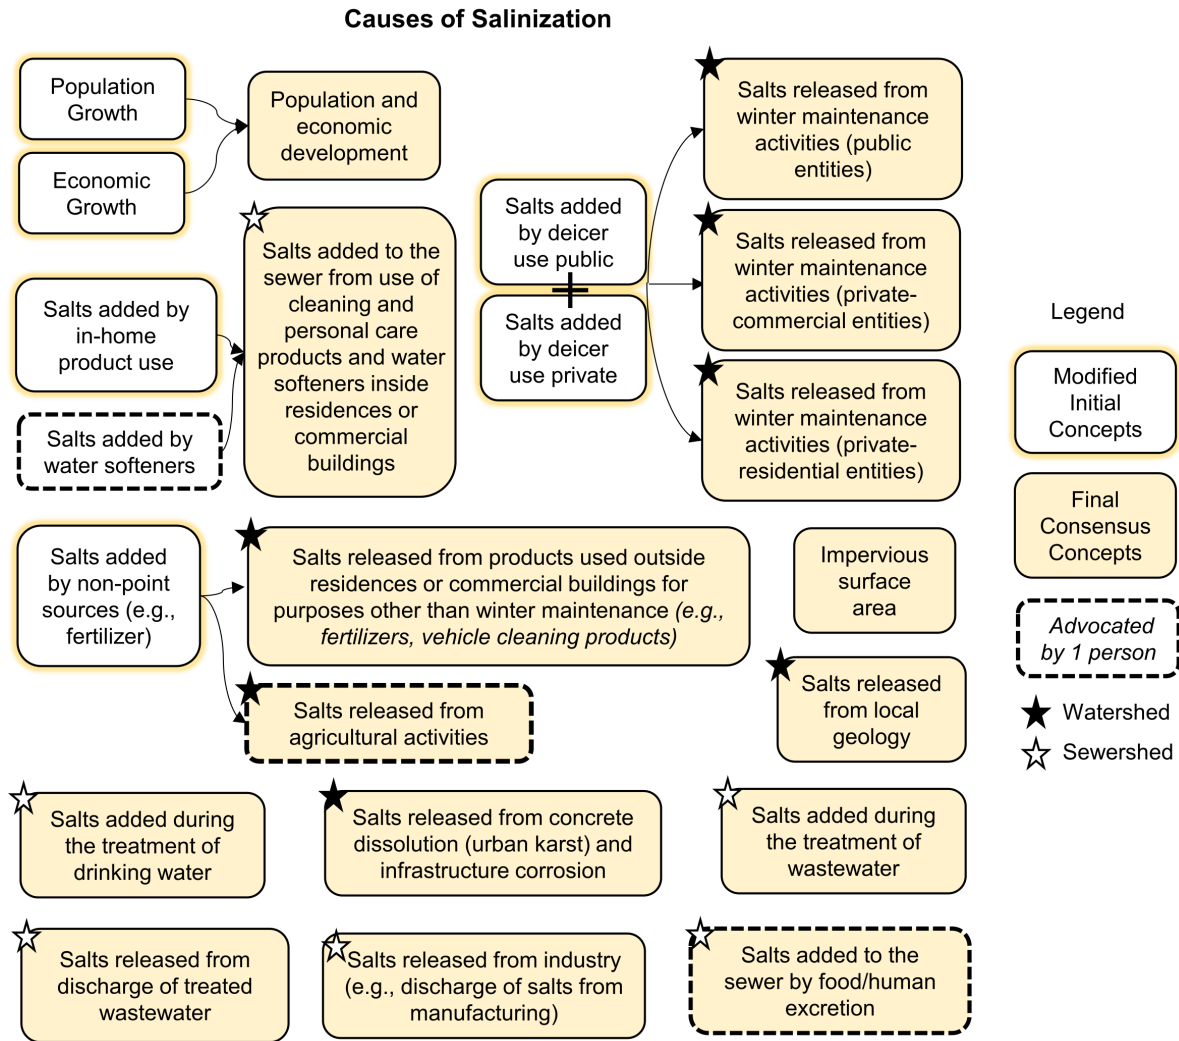 Causes of Salinization
Population
Growth
Economic
Growth
Population and
economic
development
Salts added by
in-home
product use
Salts added by
water softeners
Salts added to the
sewer from use of
cleaning and
personal care
products and water
softeners inside
residences or
commercial
buildings
Salts added
by deicer
use public
Salts added
by deicer
use private
Salts released from
winter maintenance
activities (public
entities)
Salts released from
winter maintenance
activities (private-
commercial entities)
Salts released from
winter maintenance
activities (private-
residential entities)
Salts added
by non-point
sources (e.g.,
fertilizer)
Salts released from products used outside
residences or commercial buildings for
purposes other than winter maintenance (e.g.,
fertilizers, vehicle cleaning products)
Salts released from
agricultural activities
Impervious
surface
area
Salts released
from local
geology
Salts added during
the treatment of
drinking water
Salts released from concrete
dissolution (urban karst) and
infrastructure corrosion
Salts added during
the treatment of
wastewater
Salts released from
discharge of treated
wastewater
Salts released from industry
(e.g., discharge of salts from
manufacturing)
Salts added to the
sewer by food/human
excretion
Legend
Modified
Initial
Concepts
Final
Consensus
Concepts
Advocated
by 1 person
Watershed
Sewershed